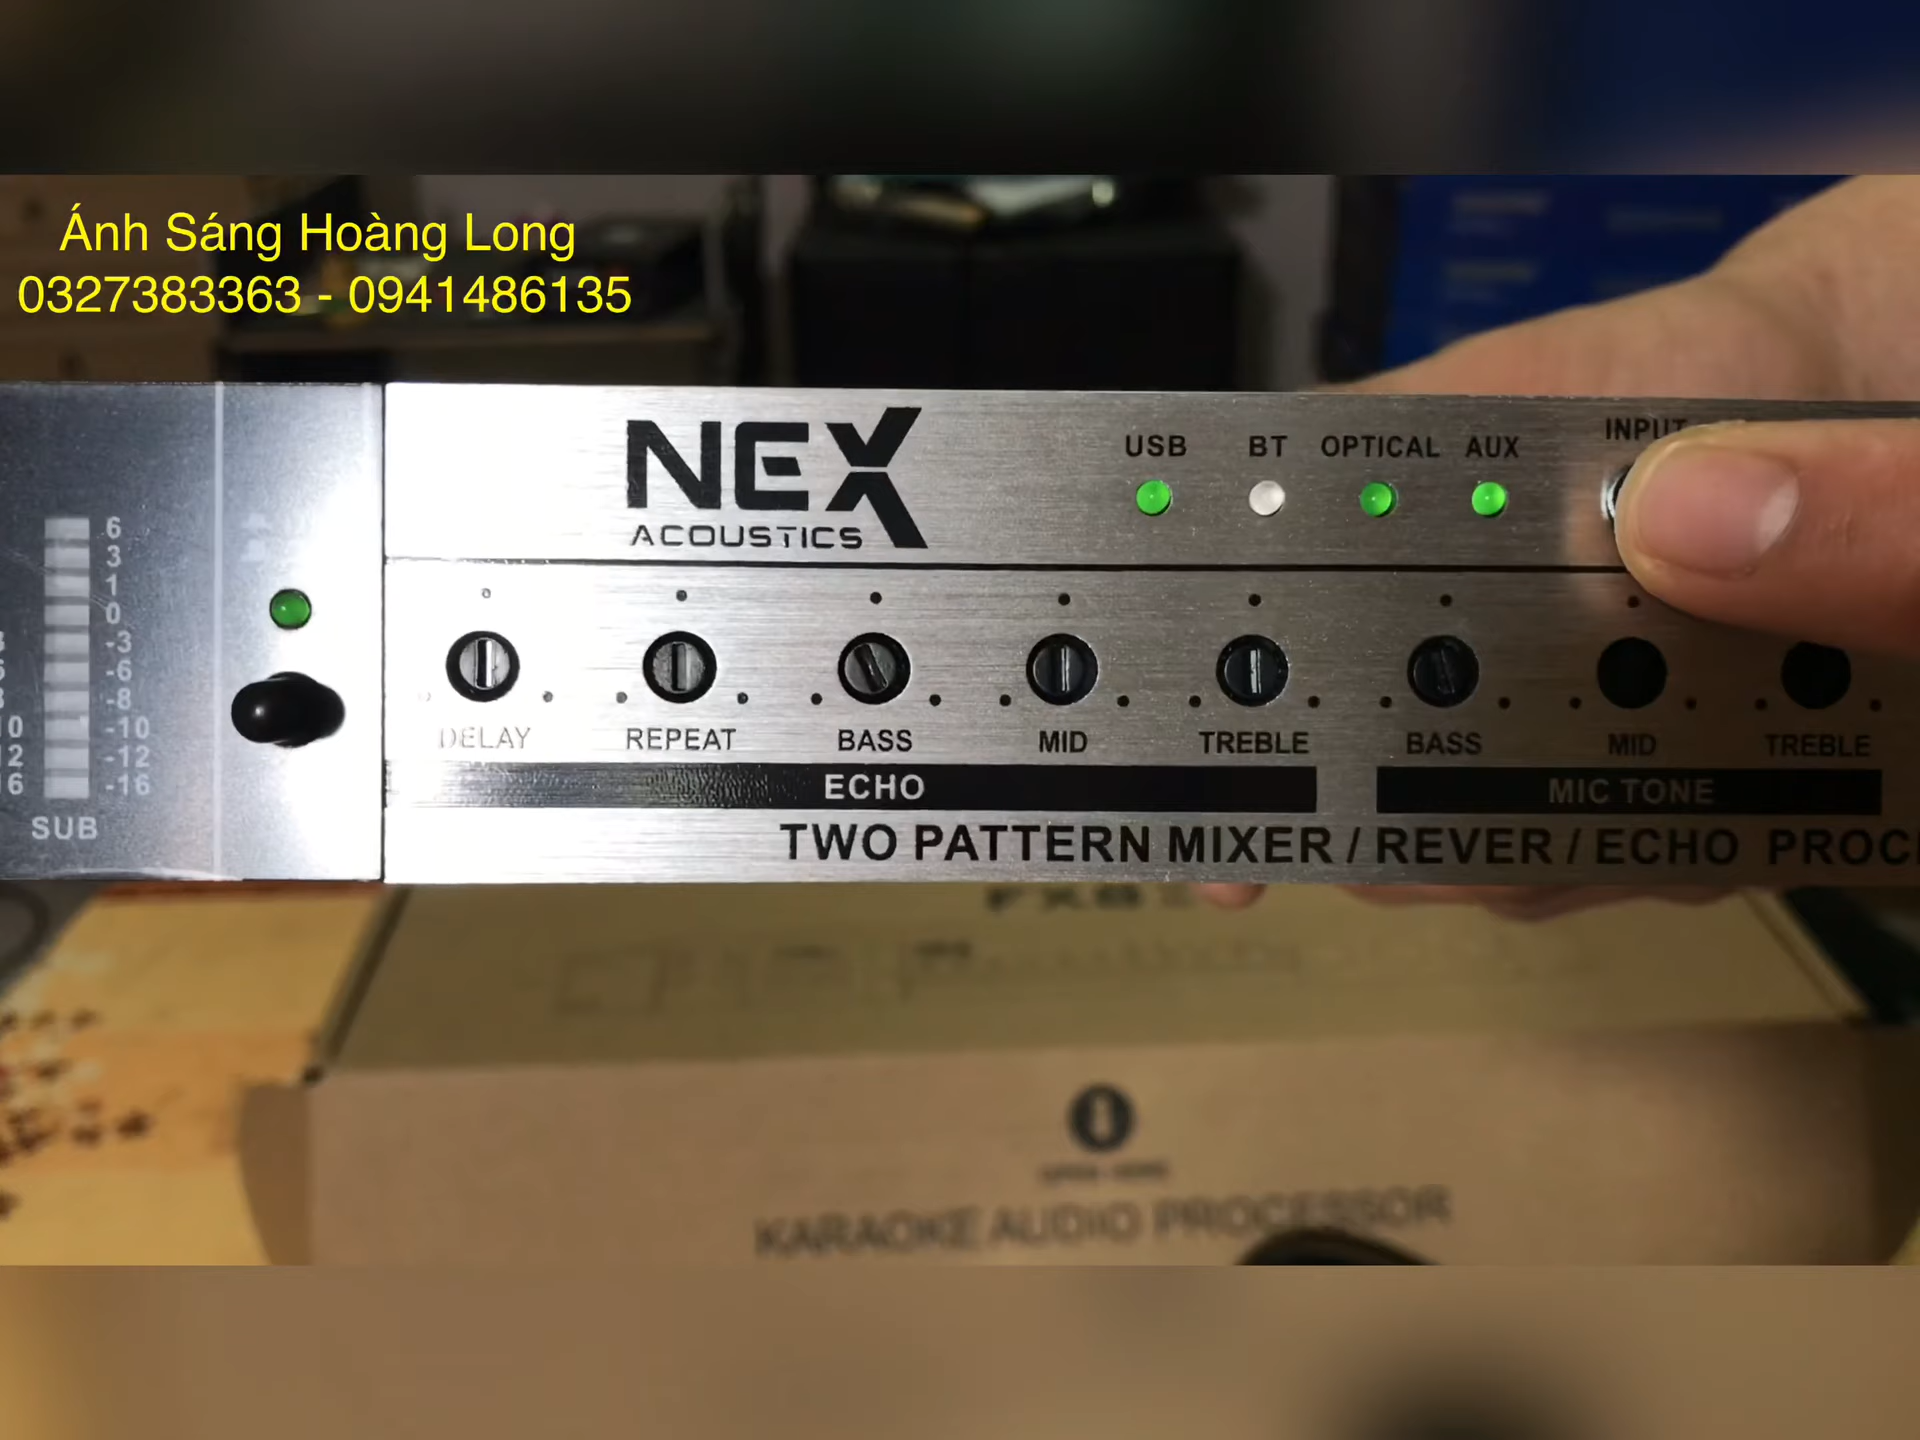 Ánh Sáng Hoàng Long
0327383363 - 0941486135
NEX
ACOUSTICS
USB BT OPTICAL AUX INPUT
6
3
1
0
-3
-6
-8
-10
-12
-16
SUB
DELAY REPEAT BASS MID TREBLE BASS MID TREBLE
ECHO MIC TONE
TWO PATTERN MIXER / REVER / ECHO
KARAOKE AUDIO PROCESSOR